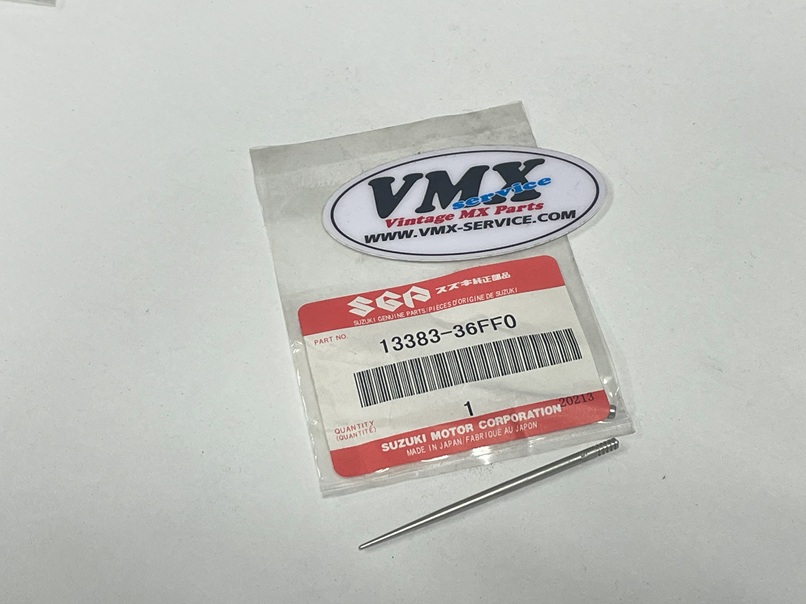 VMX
service
Vintage MX Parts
WWW.VMX-SERVICE.COM
SGP スズキ純正部品
SUZUKI GENUINE PARTS/PIECES D'ORIGINE DE SUZUKI
PART NO. 13383-36FF0
1 20213
QUANTITY
(QUANTITÉ)
SUZUKI MOTOR CORPORATION
MADE IN JAPAN/FABRIQUE AU JAPON